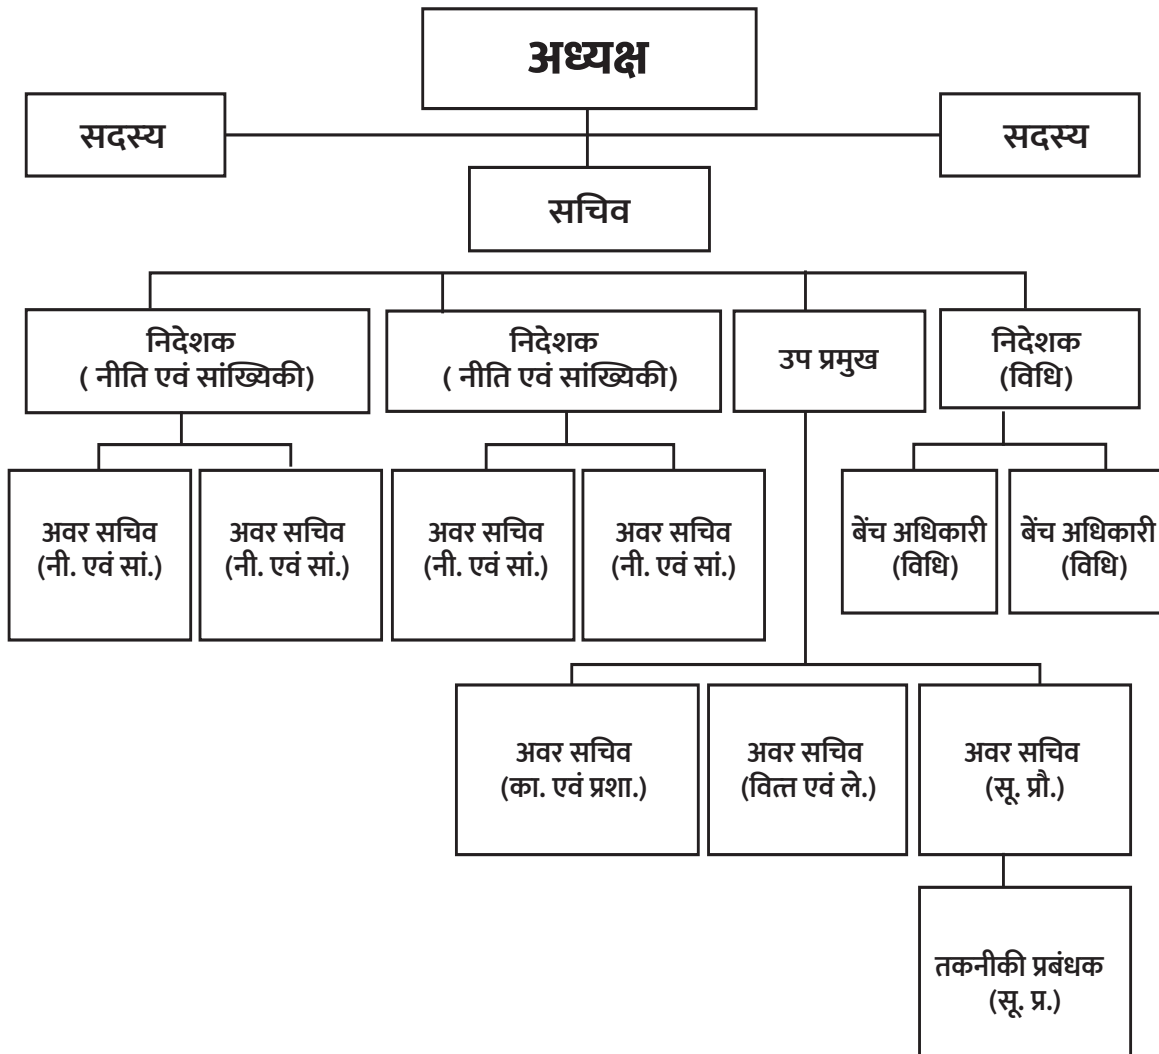 अध्यक्ष
सदस्य
सदस्य
सचिव
निदेशक
( नीति एवं सांख्यिकी)
निदेशक
( नीति एवं सांख्यिकी)
उप प्रमुख
निदेशक
(विधि)
अवर सचिव
(नी. एवं सां.)
अवर सचिव
(नी. एवं सां.)
अवर सचिव
(नी. एवं सां.)
अवर सचिव
(नी. एवं सां.)
बेंच अधिकारी
(विधि)
बेंच अधिकारी
(विधि)
अवर सचिव
(का. एवं प्रशा.)
अवर सचिव
(वित्त एवं ले.)
अवर सचिव
(सू. प्रौ.)
तकनीकी प्रबंधक
(सू. प्र.)